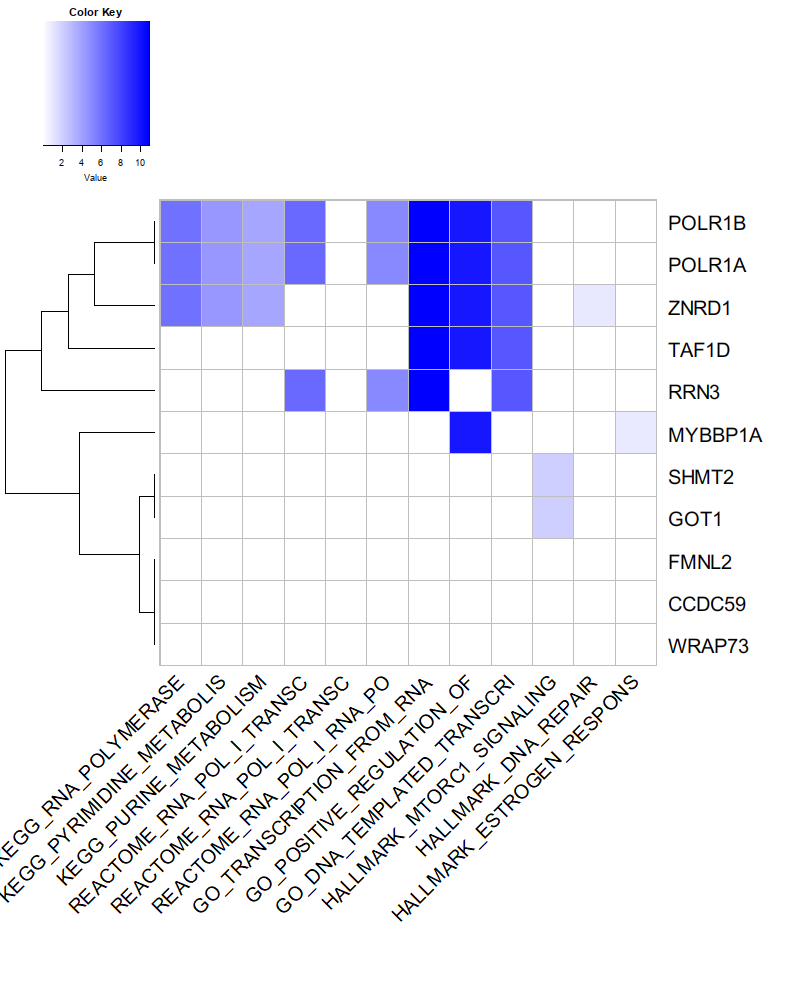 Color Key
2 4 6 8 10
Value
POLR1B
POLR1A
ZNRD1
TAF1D
RRN3
MYBBP1A
SHMT2
GOT1
FMNL2
CCDC59
WRAP73
KEGG_RNA_POLYMERASE
KEGG_PYRIMIDINE_METABOLIS
KEGG_PURINE_METABOLISM
REACTOME_RNA_POL_I_TRANSC
REACTOME_RNA_POL_I_TRANSC
REACTOME_RNA_POL_I_RNA_PO
GO_TRANSCRIPTION_FROM_RNA
GO_POSITIVE_REGULATION_OF
GO_DNA_TEMPLATED_TRANSCRI
HALLMARK_MTORC1_SIGNALING
HALLMARK_DNA_REPAIR
HALLMARK_ESTROGEN_RESPONS